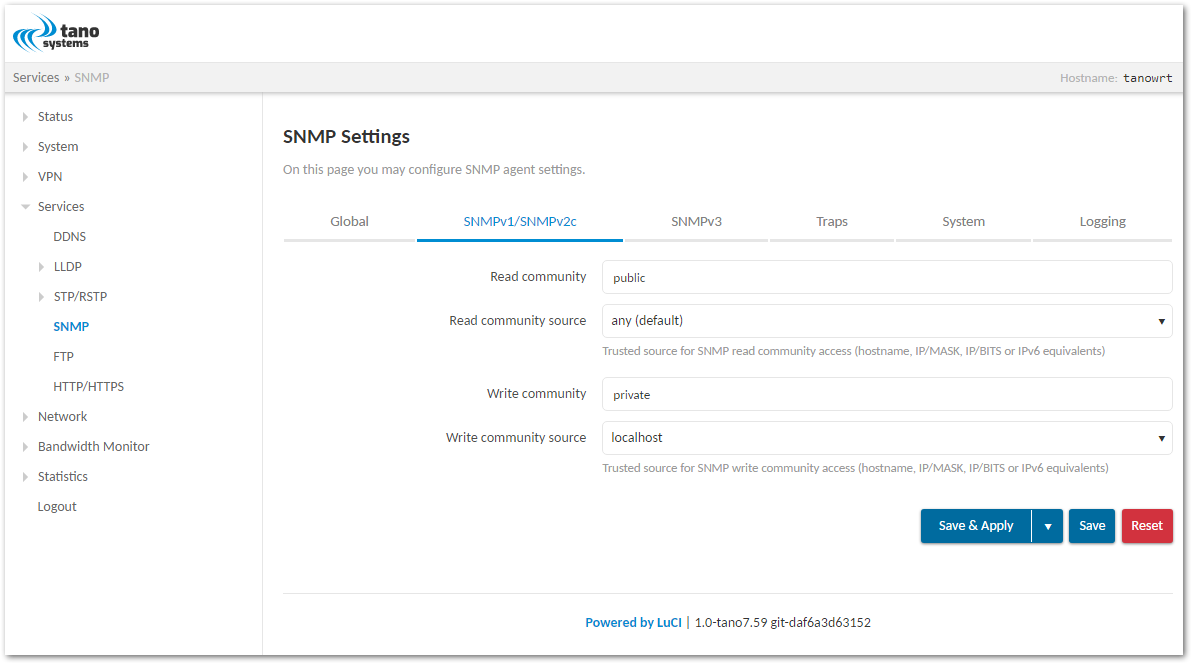 tano
systems
Services » SNMP
Hostname: tanowrt
Status
System
VPN
Services
DDNS
LLDP
STP/RSTP
SNMP
FTP
HTTP/HTTPS
Network
Bandwidth Monitor
Statistics
Logout
SNMP Settings
On this page you may configure SNMP agent settings.
Global SNMPv1/SNMPv2c SNMPv3 Traps System Logging
Read community public
Read community source any (default)
Trusted source for SNMP read community access (hostname, IP/MASK, IP/BITS or IPv6 equivalents)
Write community private
Write community source localhost
Trusted source for SNMP write community access (hostname, IP/MASK, IP/BITS or IPv6 equivalents)
Save & Apply Save Reset
Powered by LuCI | 1.0-tano7.59 git-daf6a3d63152